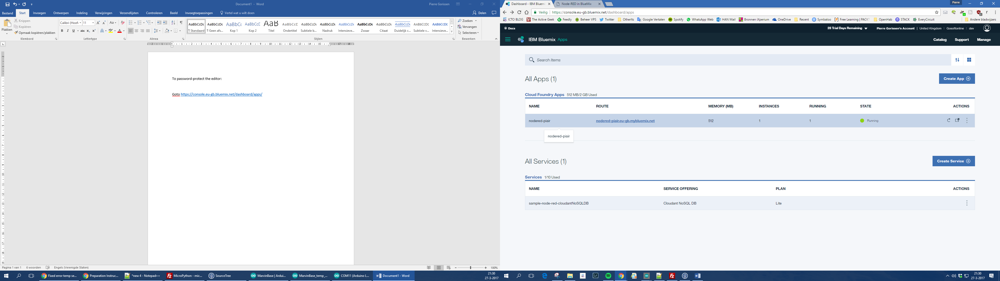 Document1 - Word
Pierre Gorissen
Bestand Start Invoegen Ontwerpen Indeling Verwijzingen Verzendlijsten Controleren Beeld Invoegtoepassingen Vertel wat u wilt doen
Delen
Plakken
Knippen
Kopiëren
Opmaak kopiëren/plakken
Klembord
Calibri (Hoofd 11
Lettertype
Alinea
AaBbCcDc AaBbCcDc AaBbCc AaBbCcD AaB AaBbCcD AaBbCcDc AaBbCcDc AaBbCcDc AaBbCcDc AaBbCcDc AaBbCcDc AABBCCDD AABBCCDD
¶ Standaard ¶ Geen afs... Kop 1 Kop 2 Titel Ondertitel Subtiele b... Nadruk Intensieve... Zwaar Citaat Duidelijk c... Subtiele v... Intensieve...
Stijlen
Zoeken
Vervangen
Selecteren
Bewerken
To password-protect the editor:
Goto https://console.eu-gb.bluemix.net/dashboard/apps/
Pagina 1 van 1 6 woorden Engels (Verenigde Staten)
100%
Fixed error temp se... Preparation Instruc... *new 4 - Notepad++ MicroPython - mic... SourceTree MarvinBase | Ardui... MarvinBase_temp_... COM11 (Arduino L... Document1 - Word
21:30
27-3-2017
Dashboard - IBM Bluemi Node-RED in BlueMix
Pierre
Veilig https://console.eu-gb.bluemix.net/dashboard/apps
ICTO BLOG The Active Geek Feedly Beheer VPS Twitter OtherIts Google Vertalen Spotify WhatsApp Web HAN Mail Bronnen iXperium OneDrive Recent Symbaloo Free Learning | PACKT OpenHab STACK EveryCircuit Andere bladwijzers
Docs
28 Trial Days Remaining
Pierre Gorissen's Account | United Kingdom : Gosoftonline : dev
IBM Bluemix Apps
Catalog Support Manage
Search Items
All Apps (1)
Create App
Cloud Foundry Apps 512 MB/2 GB Used
NAME ROUTE MEMORY (MB) INSTANCES RUNNING STATE ACTIONS
nodered-piair nodered-piair.eu-gb.mybluemix.net 512 1 1 Running
nodered-piair
All Services (1)
Create Service
Services 1/10 Used
NAME SERVICE OFFERING PLAN ACTIONS
sample-node-red-cloudantNoSQLDB Cloudant NoSQL DB Lite
21:30
27-3-2017